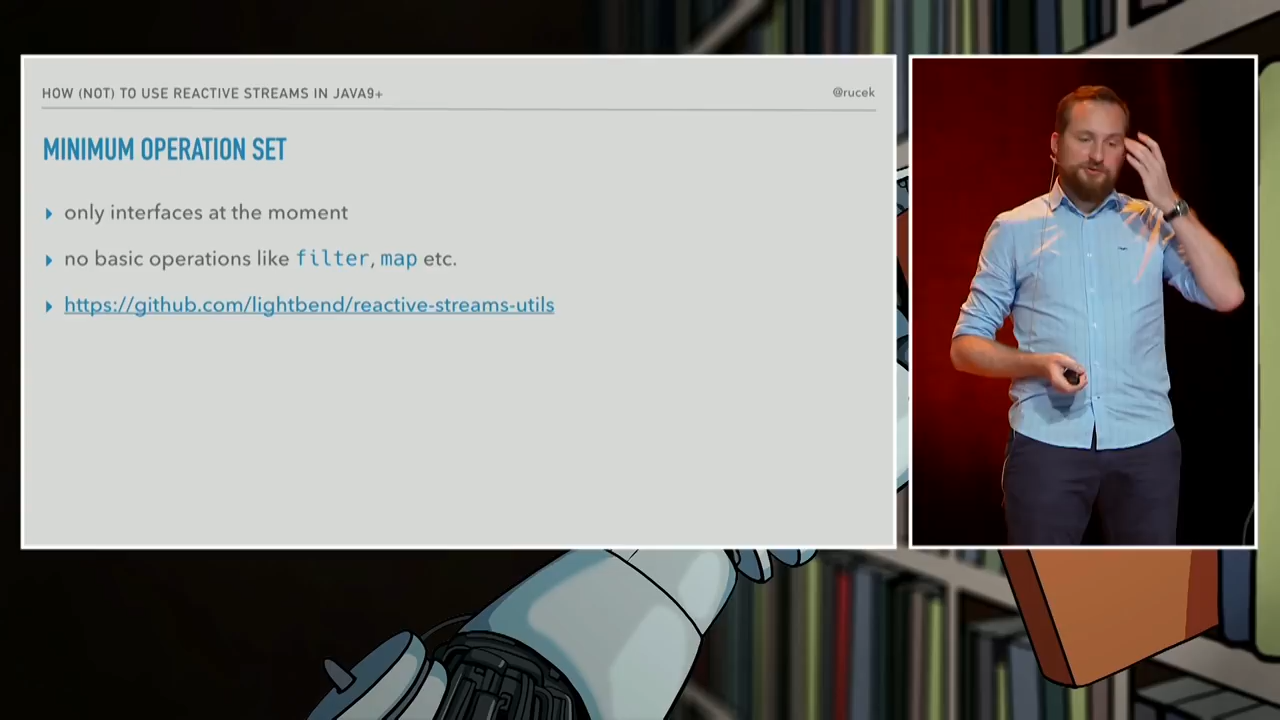 HOW (NOT) TO USE REACTIVE STREAMS IN JAVA9+
@rucek
MINIMUM OPERATION SET
only interfaces at the moment
no basic operations like filter, map etc.
https://github.com/lightbend/reactive-streams-utils